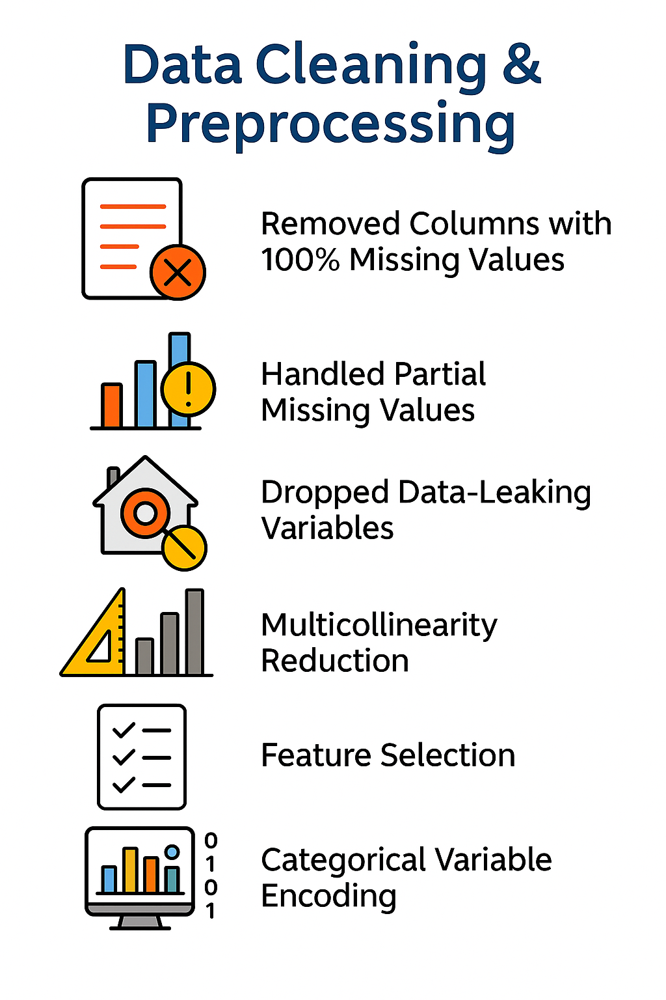 Data Cleaning &
Preprocessing
Removed Columns with
100% Missing Values
Handled Partial
Missing Values
Dropped Data-Leaking
Variables
Multicollinearity
Reduction
Feature Selection
0
1
0
1
Categorical Variable
Encoding